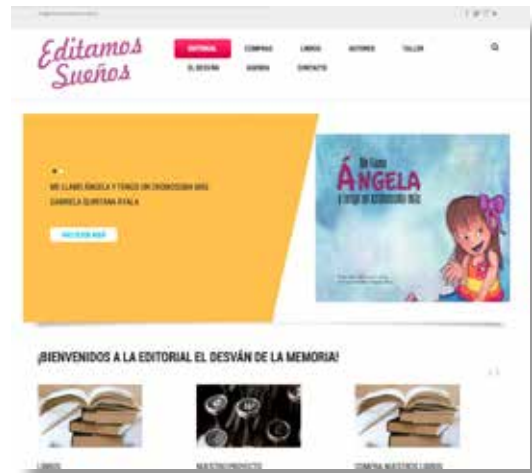 Editamos
Sueños
EDITORIAL COMPRAR LIBROS AUTORES TALLER
EL DESVÁN AGENDA CONTACTO
ME LLAMO ÁNGELA Y TENGO UN CROMOSOMA MÁS
GABRIELA QUINTANA AYALA
Me llamo
ÁNGELA
y tengo un cromosoma más
¡BIENVENIDOS A LA EDITORIAL EL DESVÁN DE LA MEMORIA!
LIBROS NUESTRO PROYECTO COMPRA NUESTROS LIBROS